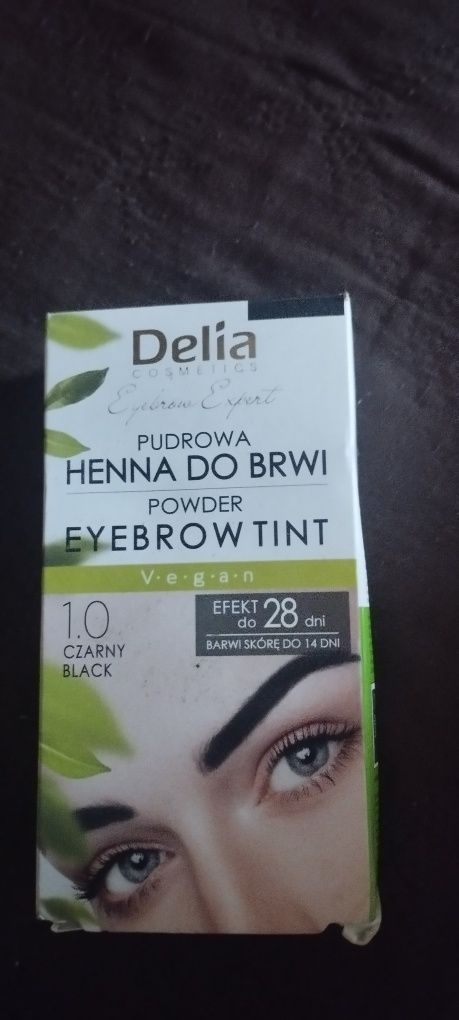 Delia
COSMETICS
Eyebrow Expert
PUDROWA
HENNA DO BRWI
POWDER
EYEBROW TINT
V·e·g·a·n
1.0
CZARNY
BLACK
EFEKT
do 28 dni
BARWI SKÓRĘ DO 14 DNI